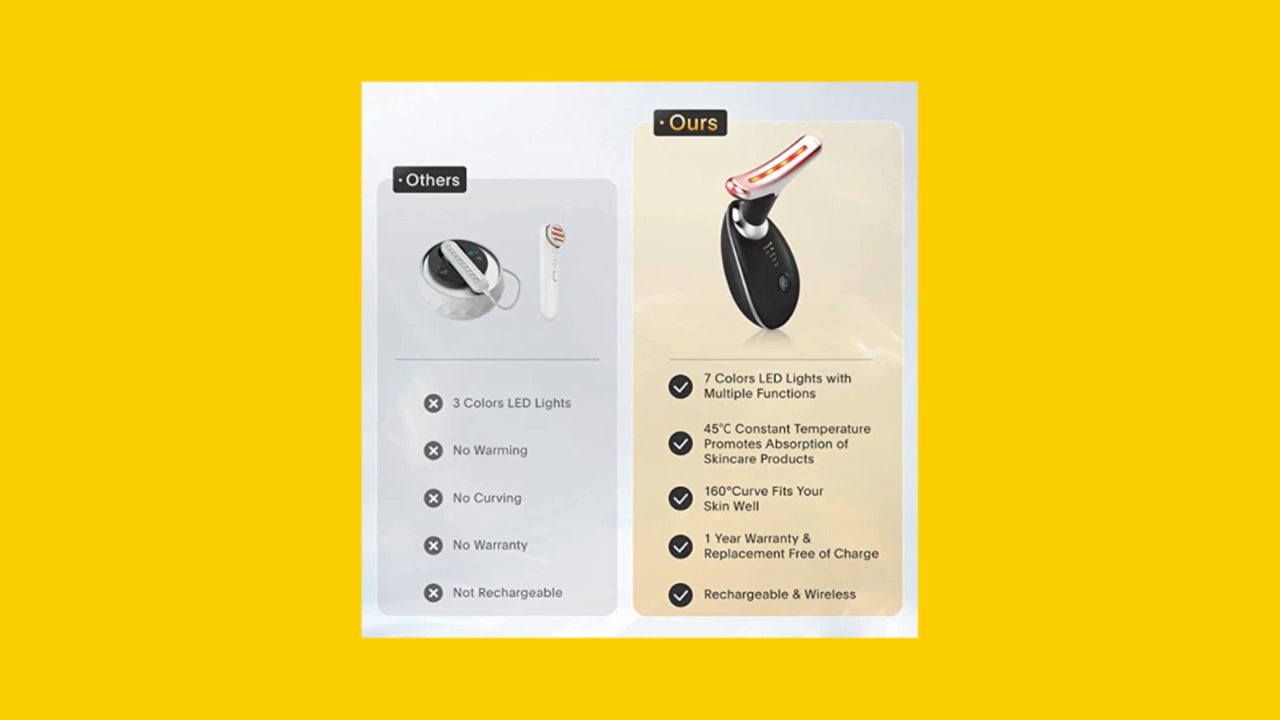 · Others
3 Colors LED Lights
No Warming
No Curving
No Warranty
Not Rechargeable
· Ours
7 Colors LED Lights with
Multiple Functions
45℃ Constant Temperature
Promotes Absorption of
Skincare Products
160°Curve Fits Your
Skin Well
1 Year Warranty &
Replacement Free of Charge
Rechargeable & Wireless